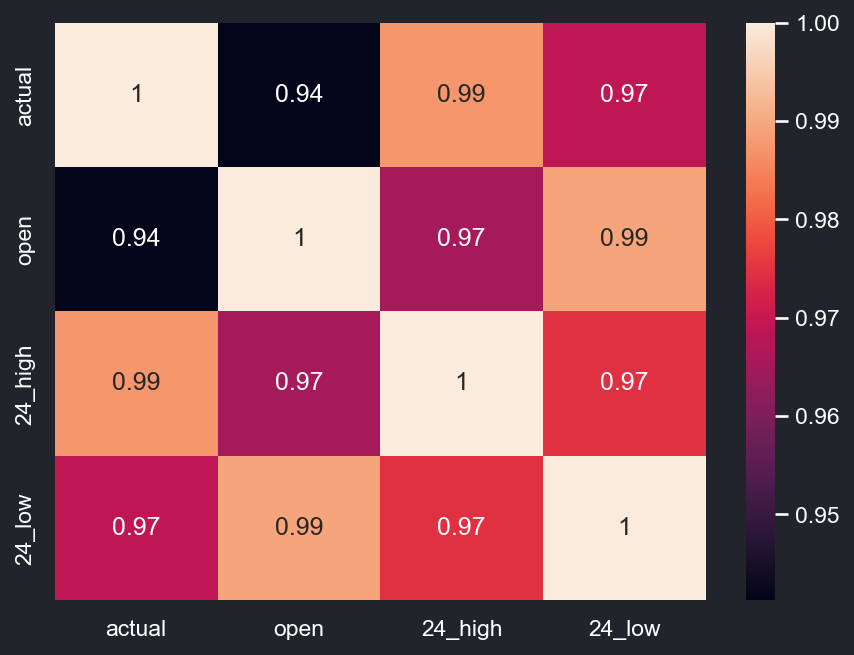 actual 1 0.94 0.99 0.97
open 0.94 1 0.97 0.99
24_high 0.99 0.97 1 0.97
24_low 0.97 0.99 0.97 1
actual open 24_high 24_low
1.00
0.99
0.98
0.97
0.96
0.95